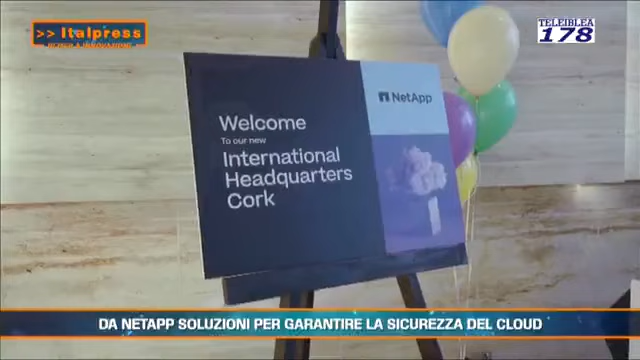 >> Italpress
TELEIBLEA
178
NetApp
Welcome
To our new
International
Headquarters
Cork
DA NETAPP SOLUZIONI PER GARANTIRE LA SICUREZZA DEL CLOUD